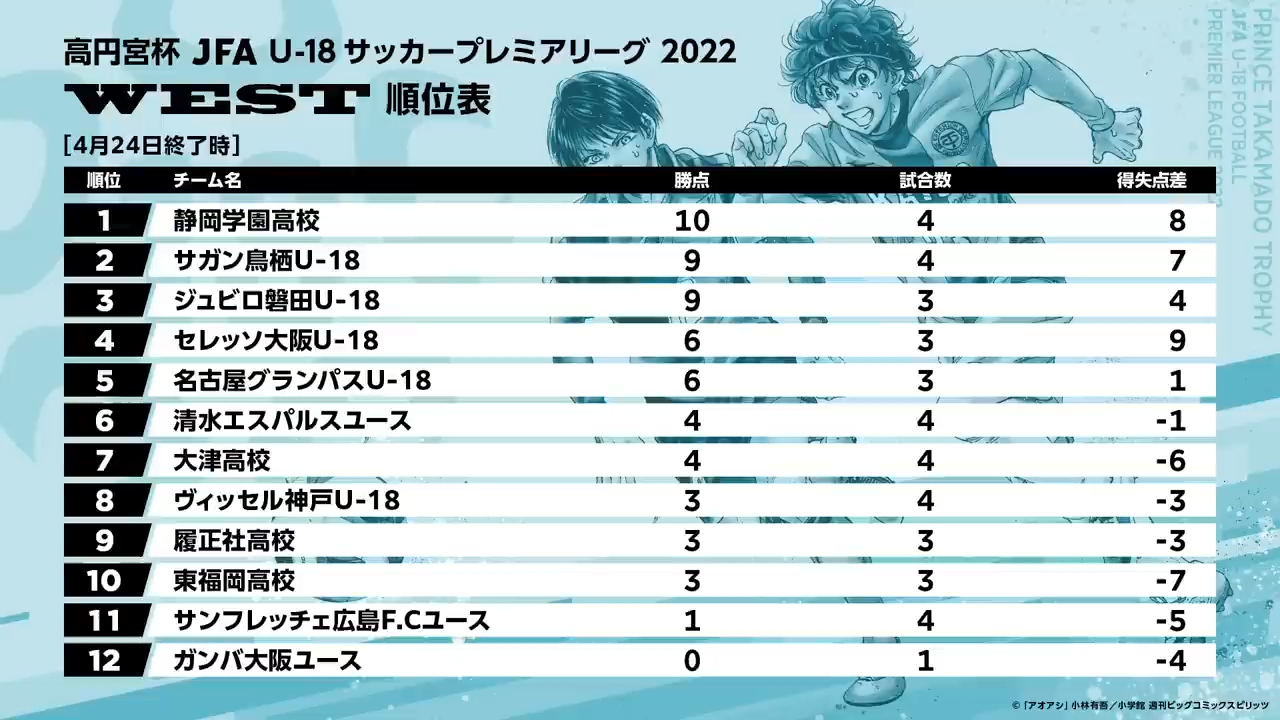 高円宮杯 JFA U-18 サッカープレミアリーグ 2022
WEST 順位表
[4月24日終了時]
順位 チーム名 勝点 試合数 得失点差
1 静岡学園高校 10 4 8
2 サガン鳥栖U-18 9 4 7
3 ジュビロ磐田U-18 9 3 4
4 セレッソ大阪U-18 6 3 9
5 名古屋グランパスU-18 6 3 1
6 清水エスパルスユース 4 4 -1
7 大津高校 4 4 -6
8 ヴィッセル神戸U-18 3 4 -3
9 履正社高校 3 3 -3
10 東福岡高校 3 3 -7
11 サンフレッチェ広島F.Cユース 1 4 -5
12 ガンバ大阪ユース 0 1 -4
PRINCE TAKAMADO TROPHY
JFA U-18 FOOTBALL
PREMIER LEAGUE 2022
©「アオアシ」小林有吾／小学館 週刊ビッグコミックスピリッツ